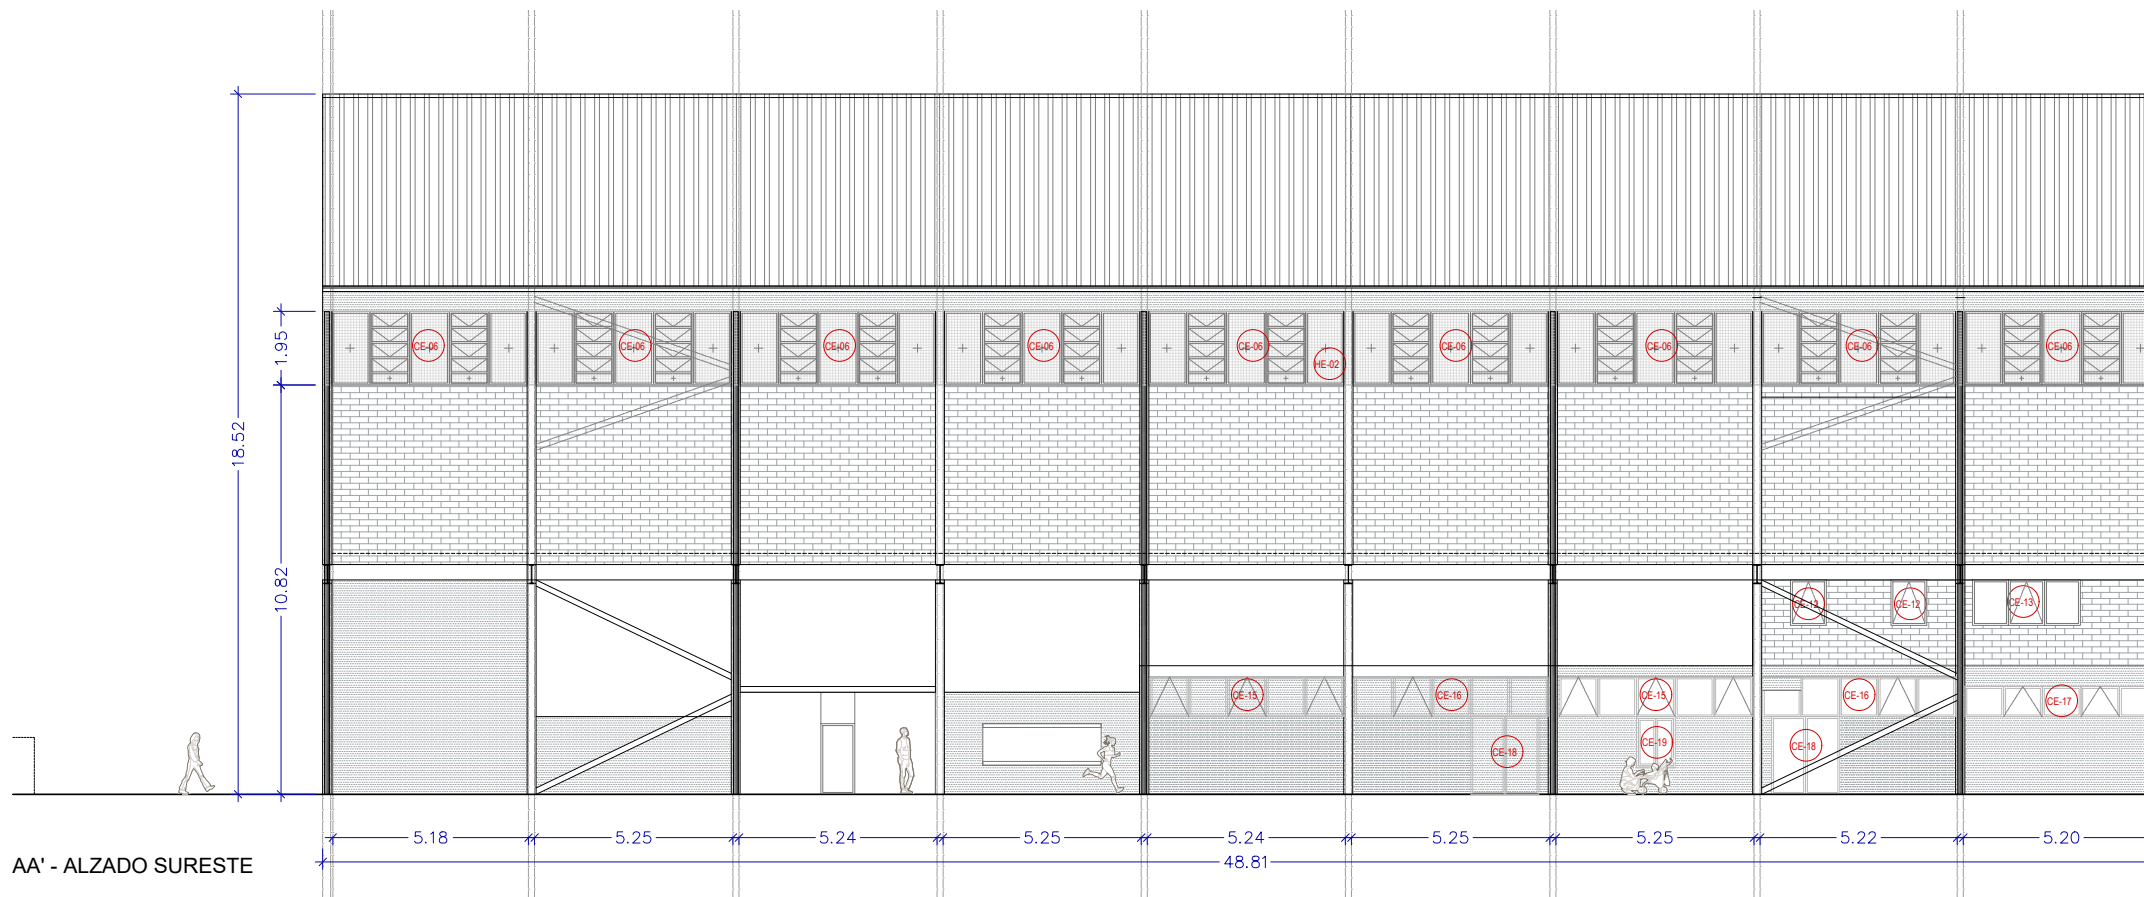 CE-06 CE-06 CE-06 CE-06 CE-06 CE-06 CE-06 CE-06 CE-06
HE-02
1.95
18.52
10.82
CE-12 CE-12 CE-13
CE-15 CE-16 CE-15 CE-16 CE-17
CE-18 CE-19 CE-18
5.18 5.25 5.24 5.25 5.24 5.25 5.25 5.22 5.20
48.81
AA' - ALZADO SURESTE